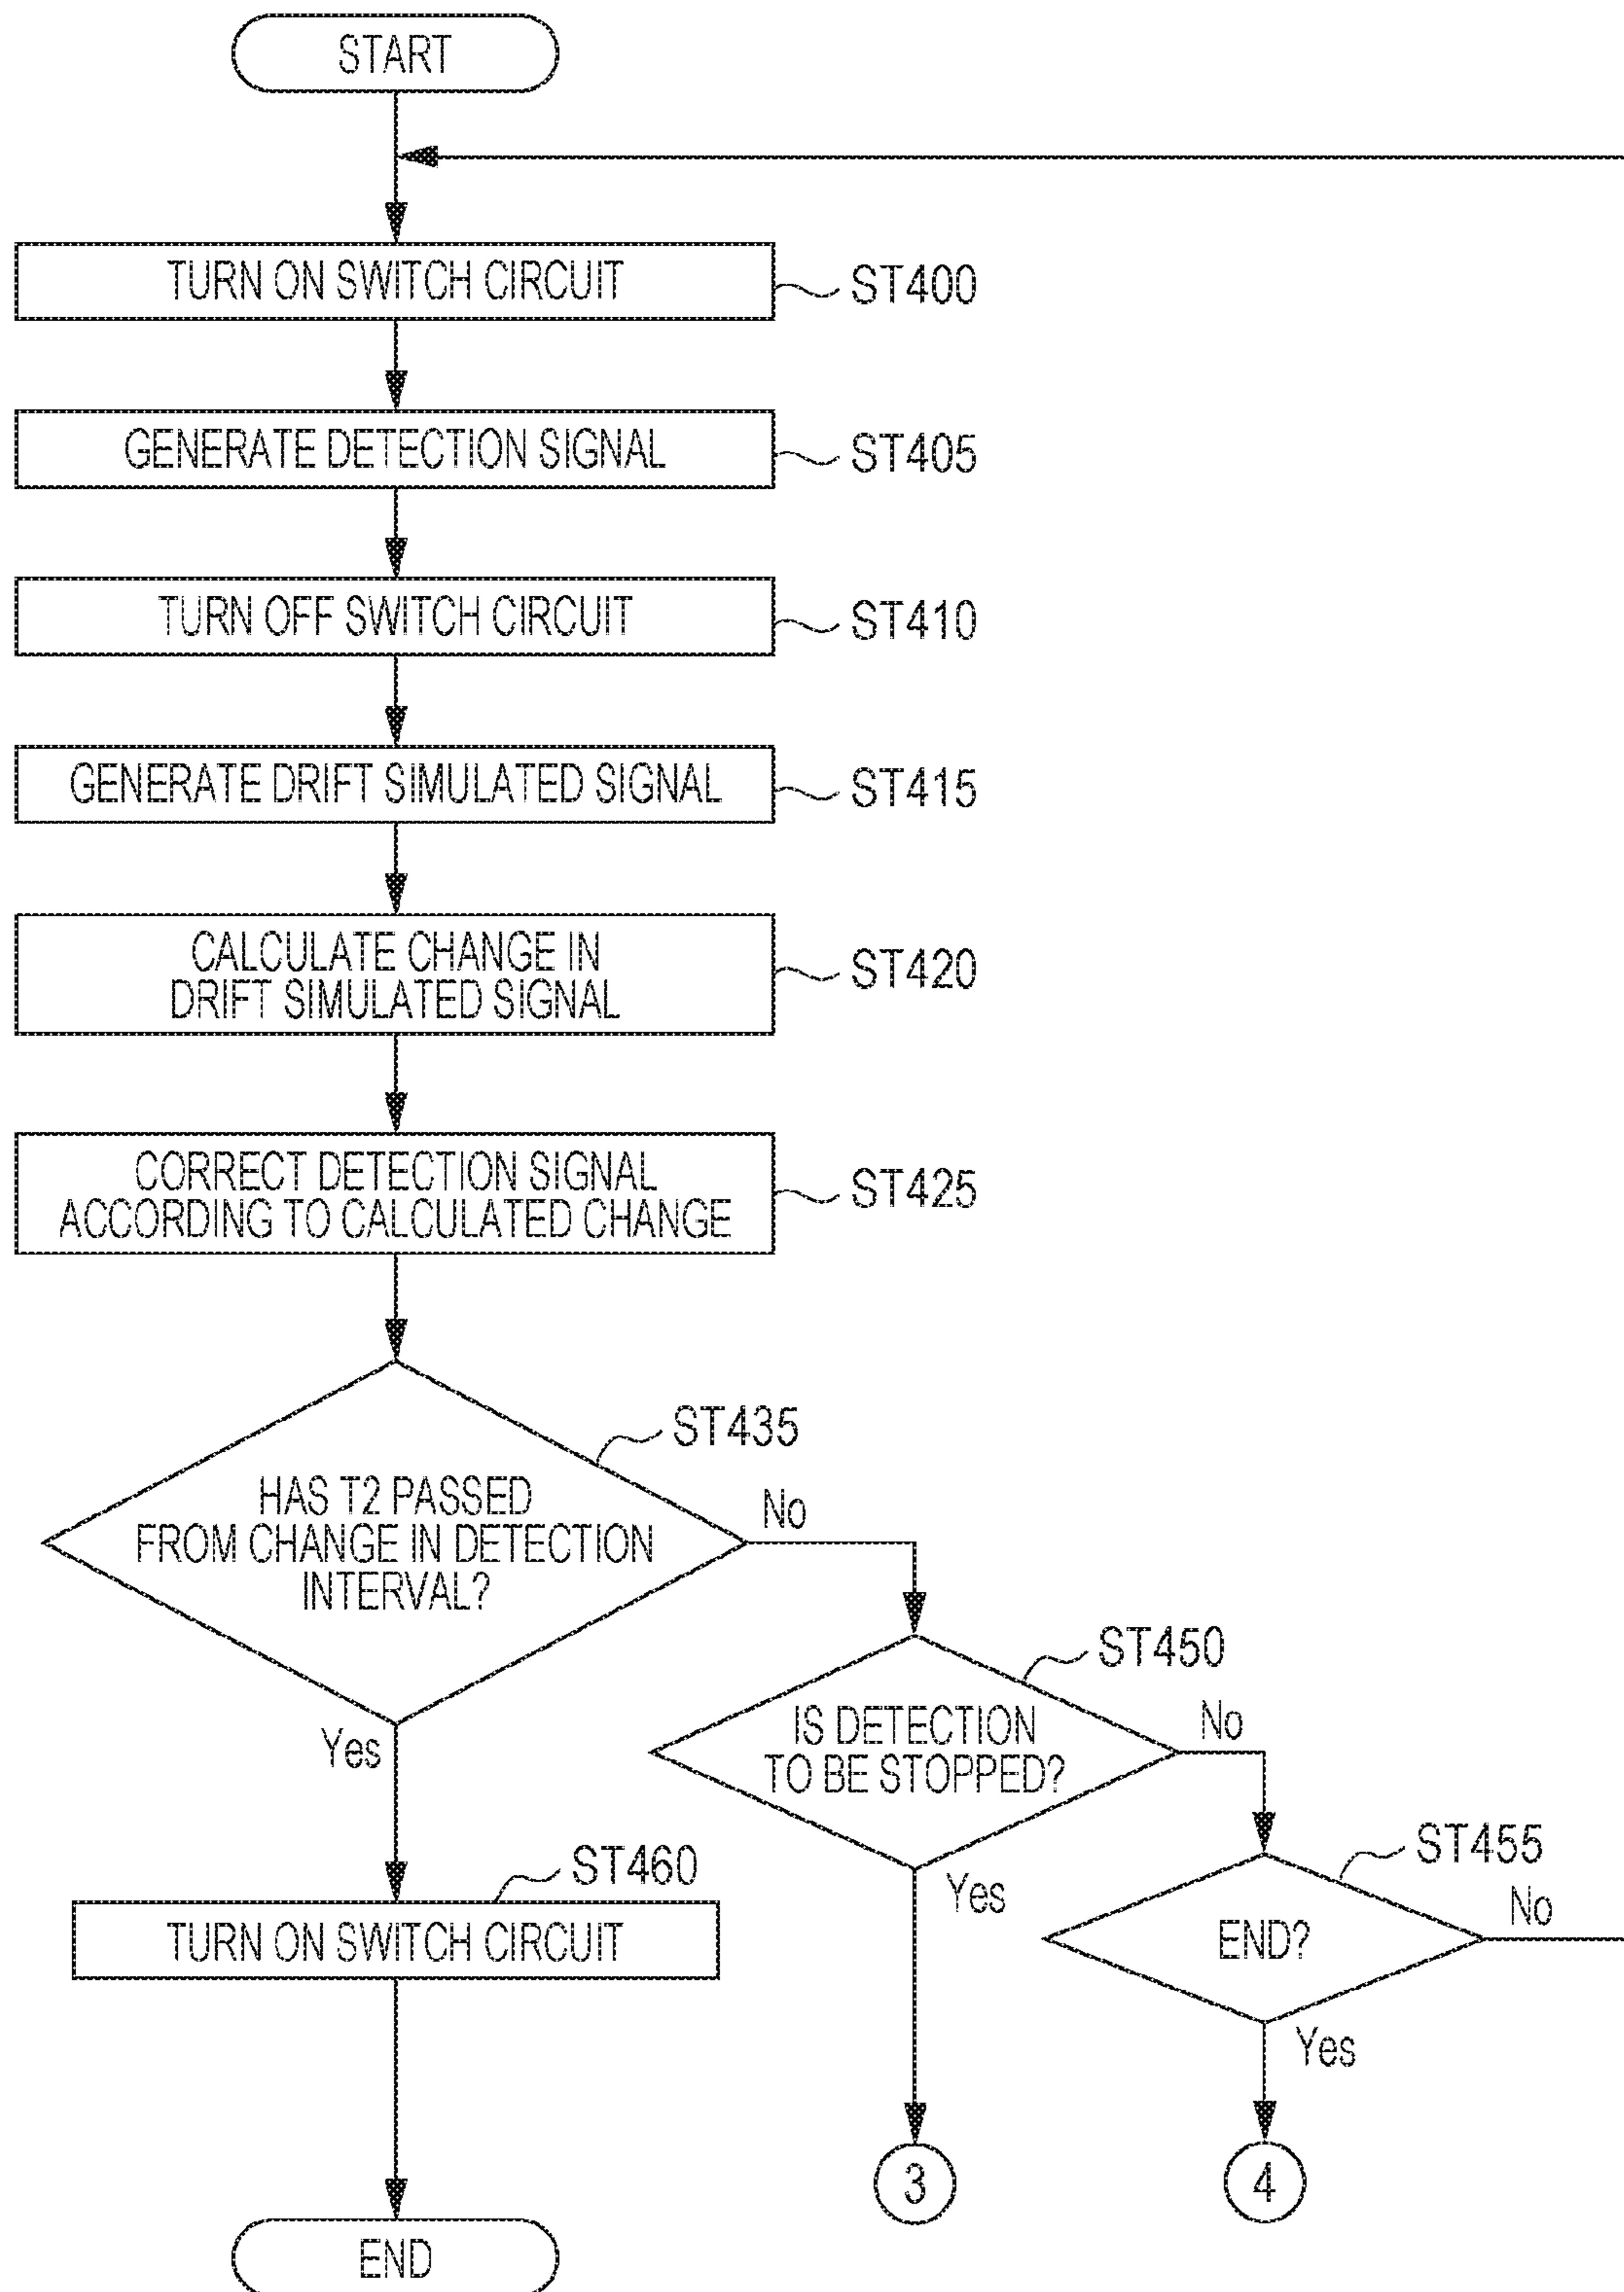 START
TURN ON SWITCH CIRCUIT
ST400
GENERATE DETECTION SIGNAL
ST405
TURN OFF SWITCH CIRCUIT
ST410
GENERATE DRIFT SIMULATED SIGNAL
ST415
CALCULATE CHANGE IN
DRIFT SIMULATED SIGNAL
ST420
CORRECT DETECTION SIGNAL
ACCORDING TO CALCULATED CHANGE
ST425
ST435
HAS T2 PASSED
FROM CHANGE IN DETECTION
INTERVAL?
No
Yes
ST450
IS DETECTION
TO BE STOPPED?
No
Yes
ST455
END?
No
Yes
ST460
TURN ON SWITCH CIRCUIT
3
4
END